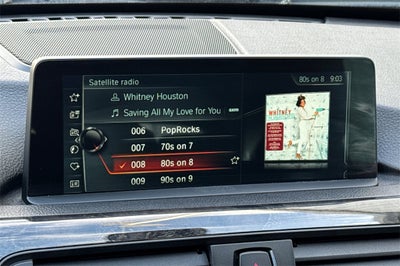 Satellite radio
80s on 8 9:03
Whitney Houston
Saving All My Love for You
006 PopRocks
007 70s on 7
008 80s on 8
009 90s on 9
WHITNEY